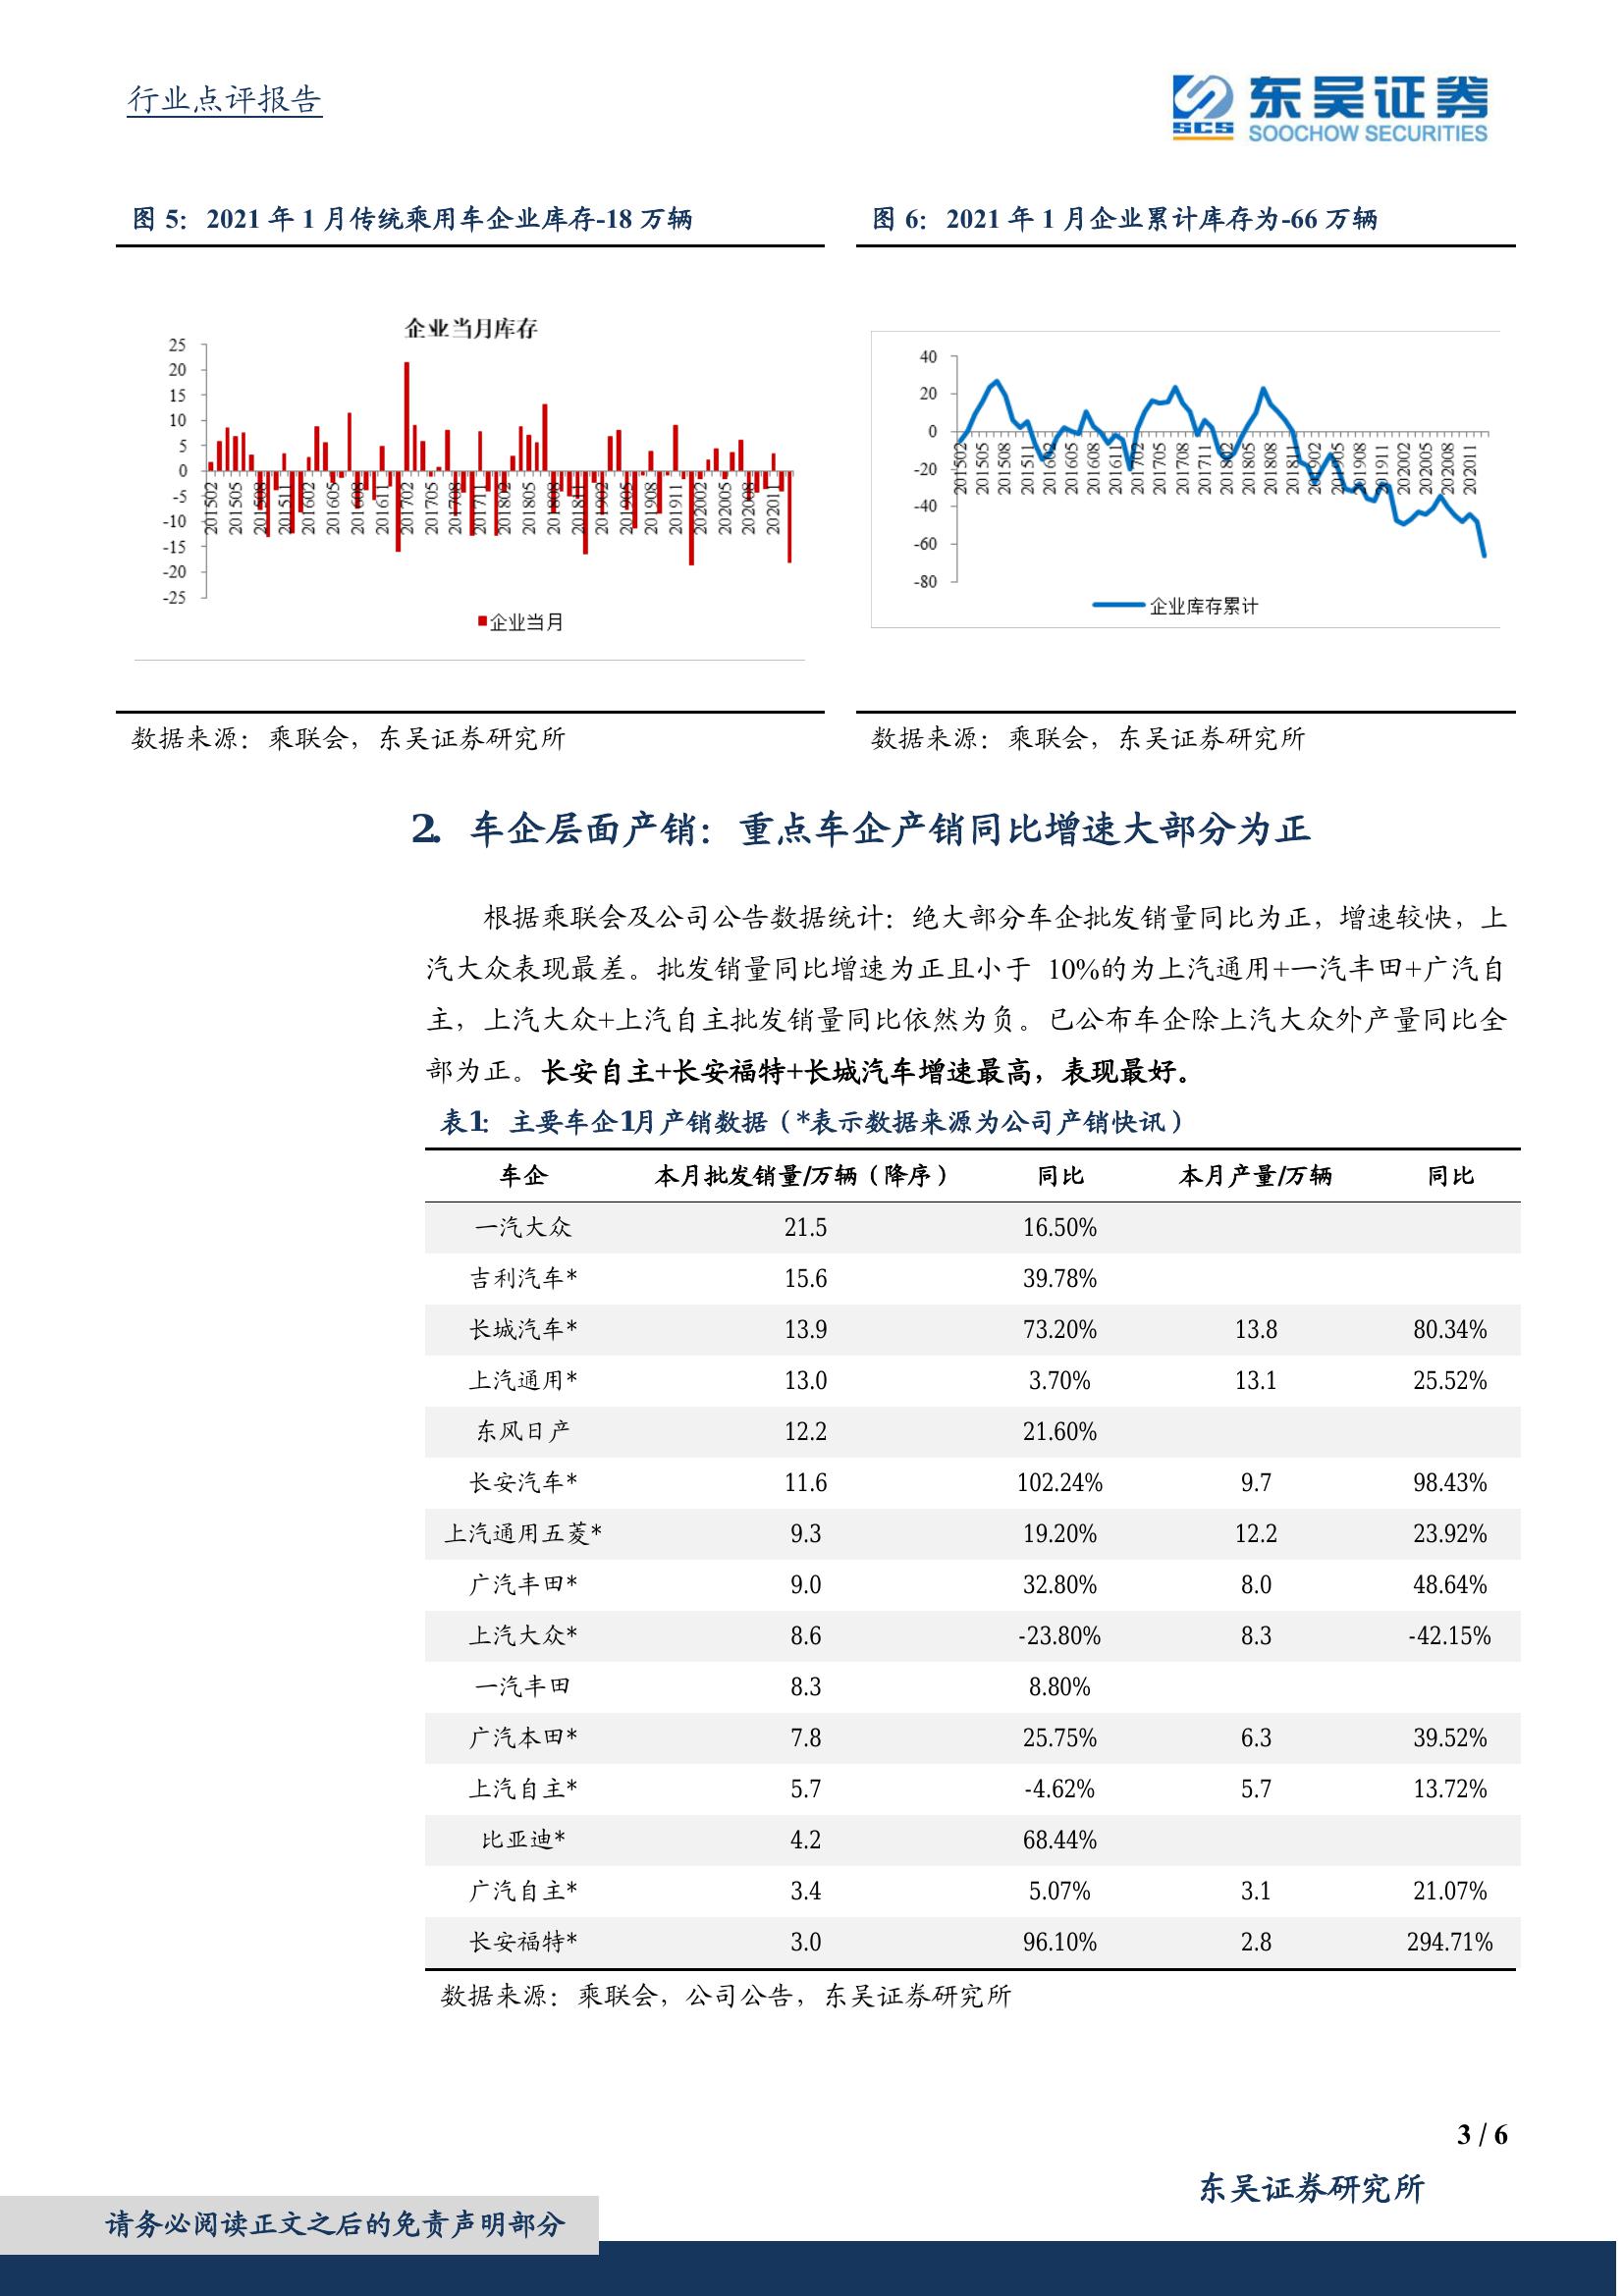 行业点评报告
东吴证券
SCS
SOOCHOW SECURITIES
图 5： 2021 年 1 月传统乘用车企业库存-18 万辆
企业当月库存
25
20
15
10
5
0
-5
-10
-15
-20
-25
201502
201505
201508
201511
201602
201605
201608
201611
201702
201705
201708
201711
201802
201805
201808
201811
201902
201905
201908
201911
202002
202005
202008
202011
企业当月
数据来源：乘联会，东吴证券研究所
图 6： 2021 年 1 月企业累计库存为-66 万辆
40
20
0
-20
-40
-60
-80
201502
201505
201508
201511
201602
201605
201608
201611
201702
201705
201708
201711
201802
201805
201808
201811
201902
201905
201908
201911
202002
202005
202008
202011
企业库存累计
数据来源：乘联会，东吴证券研究所
2. 车企层面产销：重点车企产销同比增速大部分为正
根据乘联会及公司公告数据统计：绝大部分车企批发销量同比为正，增速较快，上
汽大众表现最差。批发销量同比增速为正且小于 10%的为上汽通用+一汽丰田+广汽自
主，上汽大众+上汽自主批发销量同比依然为负。已公布车企除上汽大众外产量同比全
部为正。长安自主+长安福特+长城汽车增速最高，表现最好。
表1： 主要车企1月产销数据（*表示数据来源为公司产销快讯）
车企 本月批发销量/万辆（降序） 同比 本月产量/万辆 同比
一汽大众 21.5 16.50%
吉利汽车* 15.6 39.78%
长城汽车* 13.9 73.20% 13.8 80.34%
上汽通用* 13.0 3.70% 13.1 25.52%
东风日产 12.2 21.60%
长安汽车* 11.6 102.24% 9.7 98.43%
上汽通用五菱* 9.3 19.20% 12.2 23.92%
广汽丰田* 9.0 32.80% 8.0 48.64%
上汽大众* 8.6 -23.80% 8.3 -42.15%
一汽丰田 8.3 8.80%
广汽本田* 7.8 25.75% 6.3 39.52%
上汽自主* 5.7 -4.62% 5.7 13.72%
比亚迪* 4.2 68.44%
广汽自主* 3.4 5.07% 3.1 21.07%
长安福特* 3.0 96.10% 2.8 294.71%
数据来源：乘联会，公司公告，东吴证券研究所
3 / 6
东吴证券研究所
请务必阅读正文之后的免责声明部分